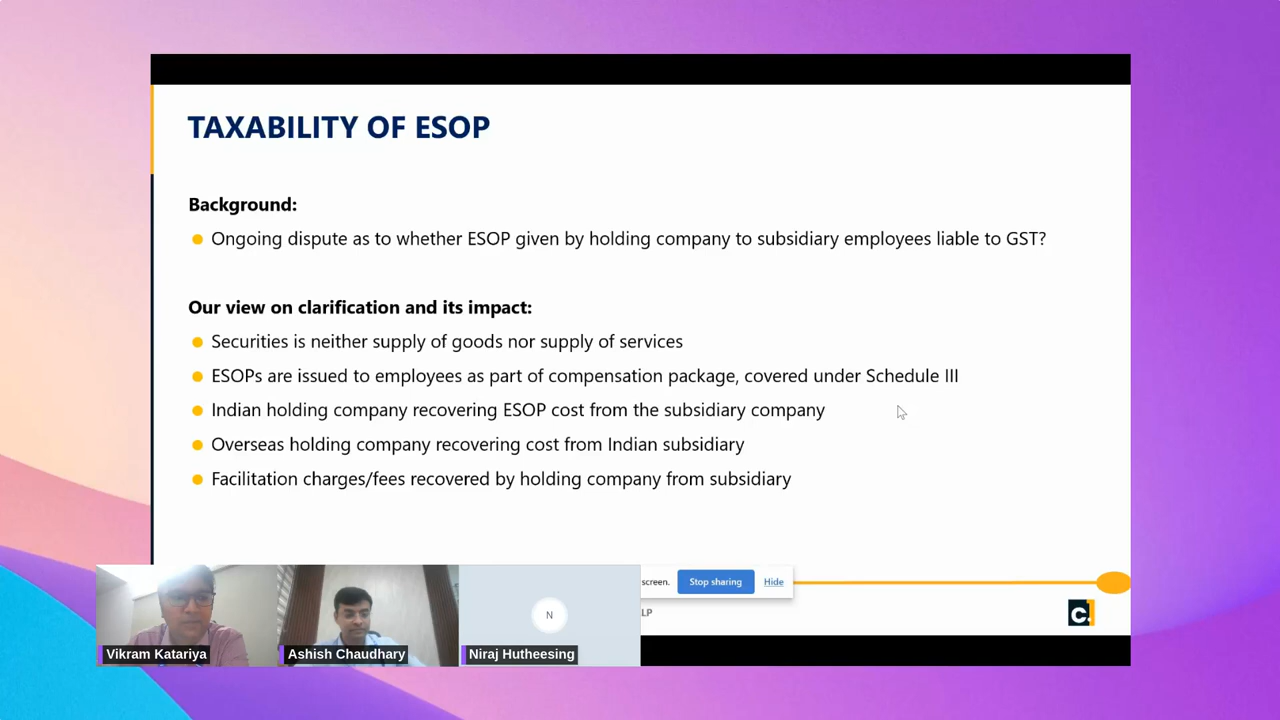 TAXABILITY OF ESOP
Background:
Ongoing dispute as to whether ESOP given by holding company to subsidiary employees liable to GST?
Our view on clarification and its impact:
Securities is neither supply of goods nor supply of services
ESOPs are issued to employees as part of compensation package, covered under Schedule III
Indian holding company recovering ESOP cost from the subsidiary company
Overseas holding company recovering cost from Indian subsidiary
Facilitation charges/fees recovered by holding company from subsidiary
screen. Stop sharing Hide
LP
c.
N
Vikram Katariya
Ashish Chaudhary
Niraj Hutheesing